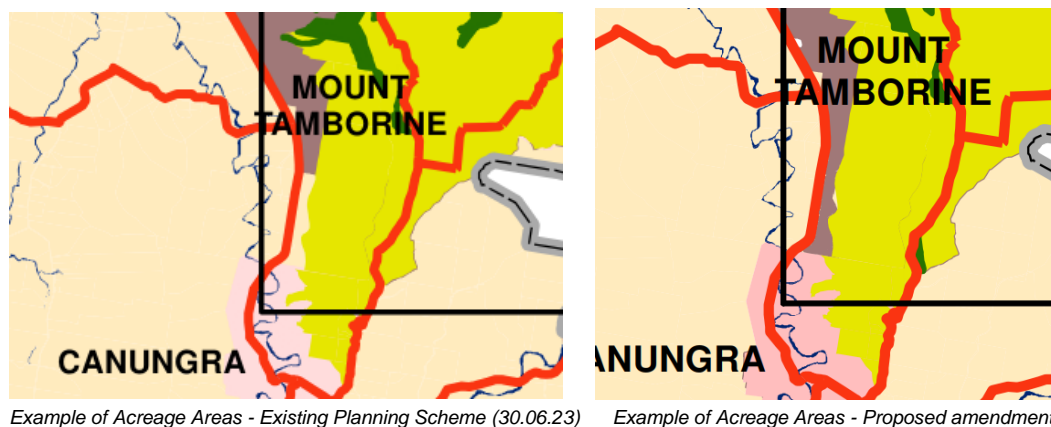 MOUNT
TAMBORINE
CANUNGRA
Example of Acreage Areas - Existing Planning Scheme (30.06.23)
MOUNT
TAMBORINE
ANUNGRA
Example of Acreage Areas - Proposed amendment